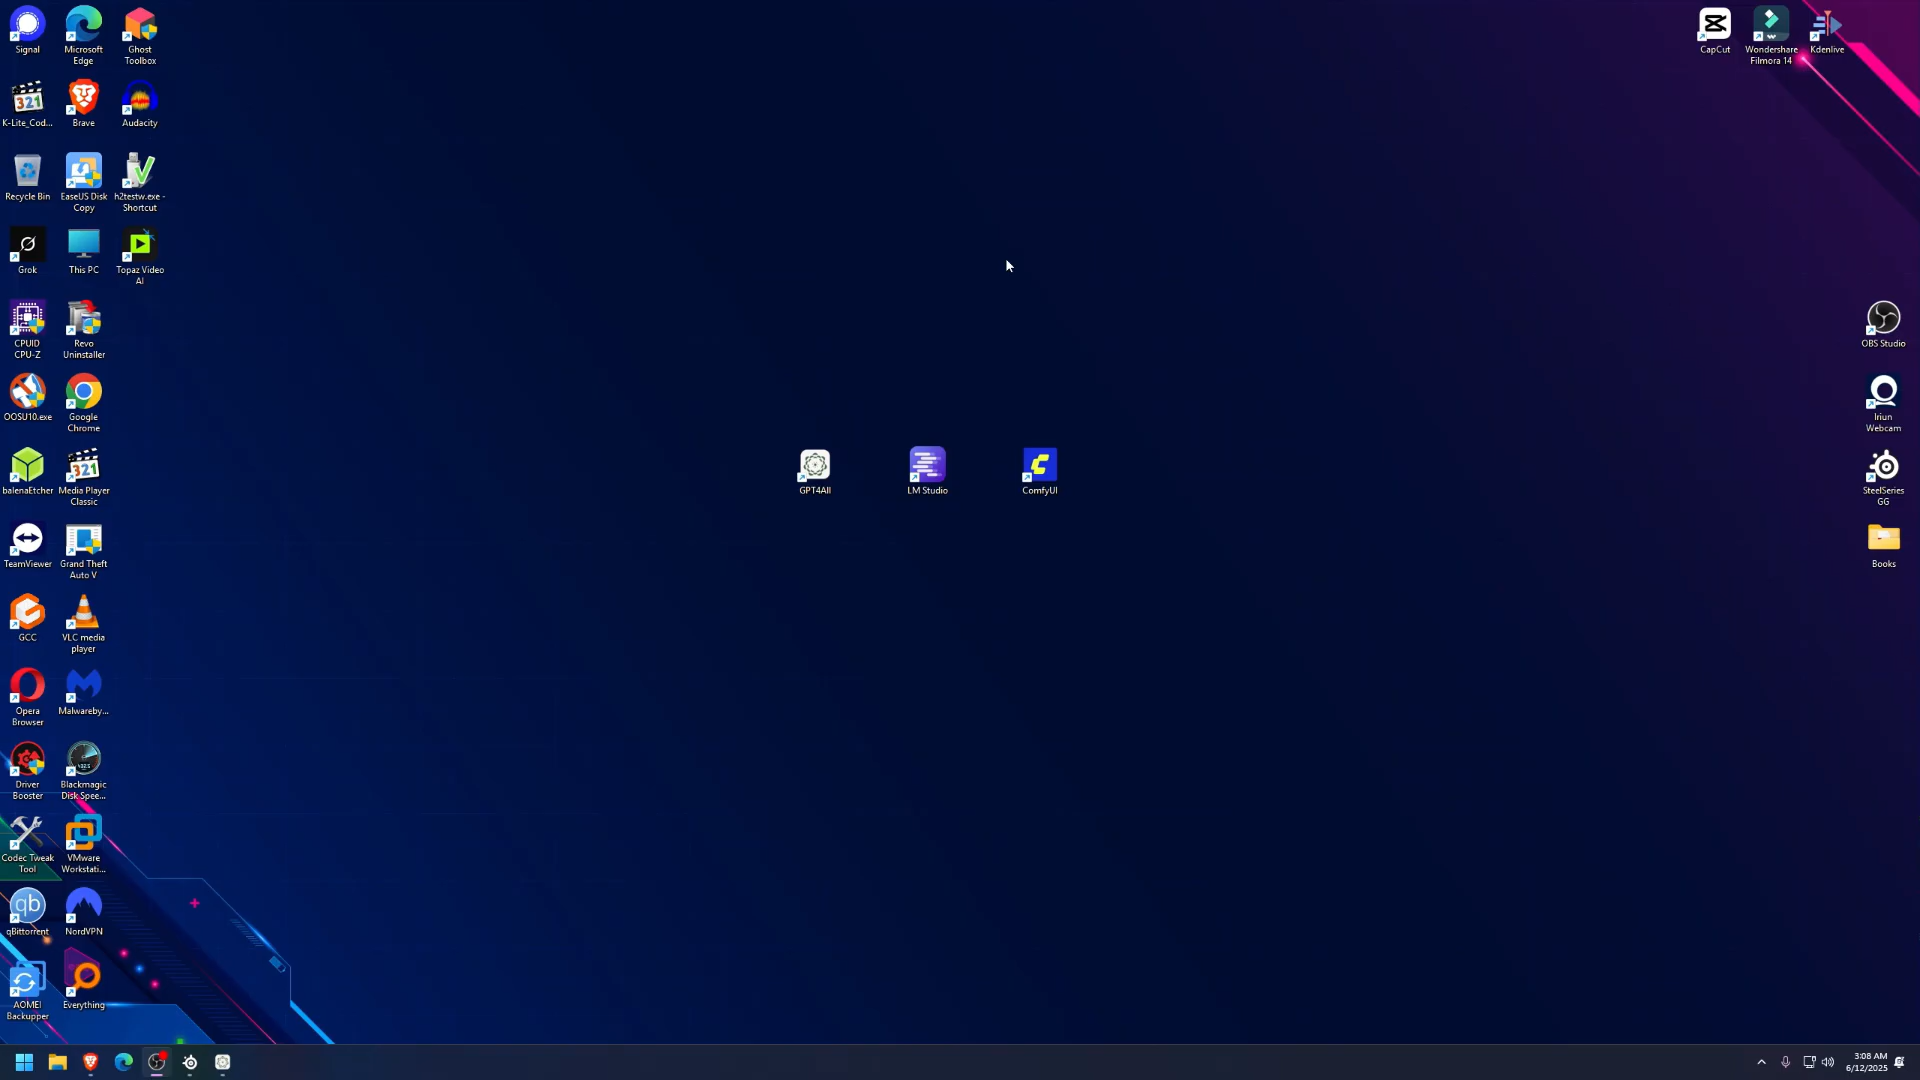 Signal
Microsoft
Edge
Ghost
Toolbox
K-Lite_Cod...
Brave
Audacity
Recycle Bin
EaseUS Disk
Copy
h2testw.exe -
Shortcut
Grok
This PC
Topaz Video
AI
CPUID
CPU-Z
Revo
Uninstaller
OOSU10.exe
Google
Chrome
balenaEtcher
Media Player
Classic
TeamViewer
Grand Theft
Auto V
GCC
VLC media
player
Opera
Browser
Malwareby...
Driver
Booster
Blackmagic
Disk Spee...
Codec Tweak
Tool
VMware
Workstati...
qBittorrent
NordVPN
AOMEI
Backupper
Everything
GPT4All
LM Studio
ComfyUI
CapCut
Wondershare
Filmora 14
Kdenlive
OBS Studio
Iriun
Webcam
SteelSeries
GG
Books
3:08 AM
6/12/2025